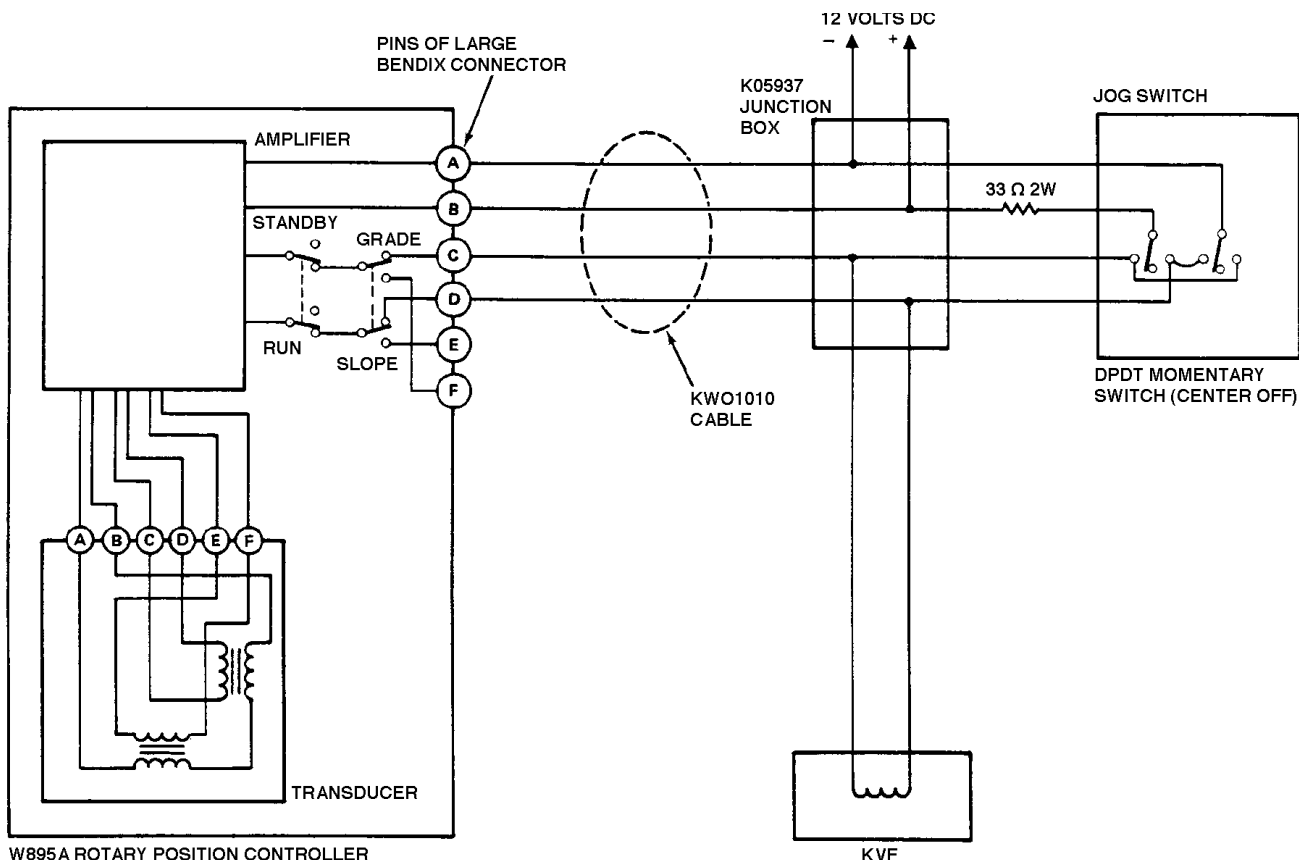 12 VOLTS DC
– +
PINS OF LARGE
BENDIX CONNECTOR
K05937
JUNCTION
BOX
JOG SWITCH
AMPLIFIER
A
33 Ω 2W
B
STANDBY
GRADE
C
D
RUN
SLOPE
E
F
KWO1010
CABLE
DPDT MOMENTARY
SWITCH (CENTER OFF)
A B C D E F
TRANSDUCER
W895A ROTARY POSITION CONTROLLER
KVF